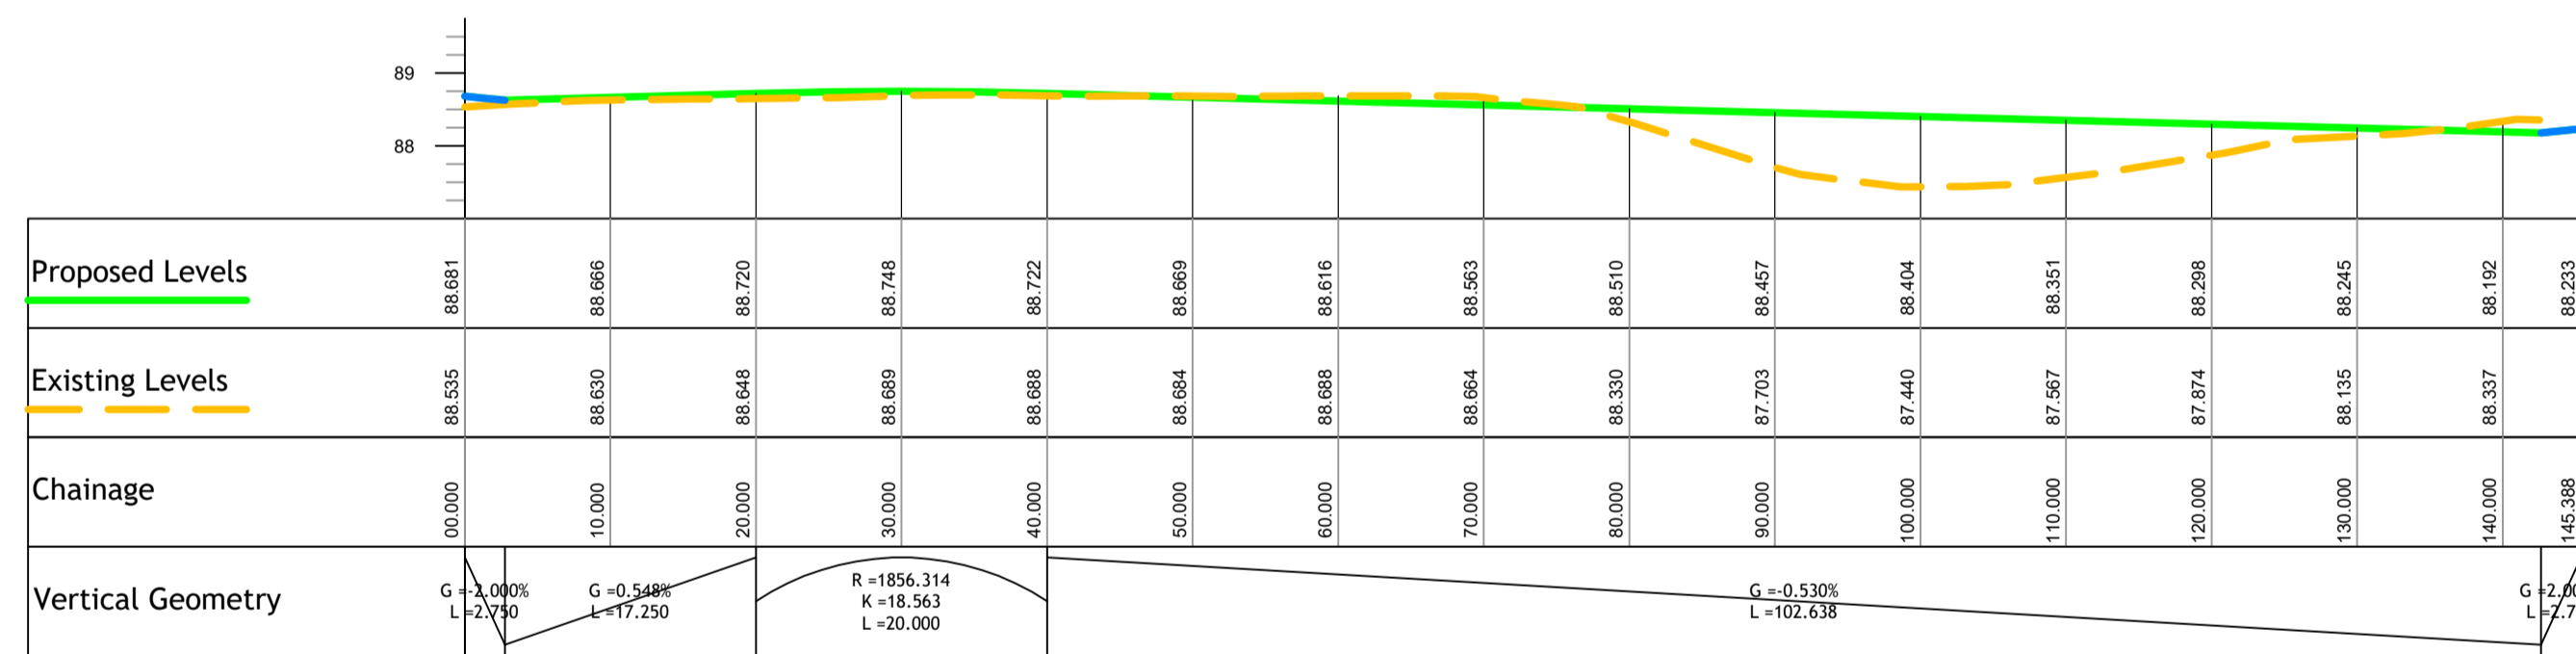 89
88
Proposed Levels
88.681 88.666 88.720 88.748 88.722 88.669 88.616 88.563 88.510 88.457 88.404 88.351 88.298 88.245 88.192 88.233
Existing Levels
88.535 88.630 88.648 88.689 88.688 88.684 88.688 88.664 88.330 87.703 87.440 87.567 87.874 88.135 88.337
Chainage
00.000 10.000 20.000 30.000 40.000 50.000 60.000 70.000 80.000 90.000 100.000 110.000 120.000 130.000 140.000 145.388
Vertical Geometry
G =-2.000%
L =2.750
G =0.548%
L =17.250
R =1856.314
K =18.563
L =20.000
G =-0.530%
L =102.638
G =2.00
L =2.7